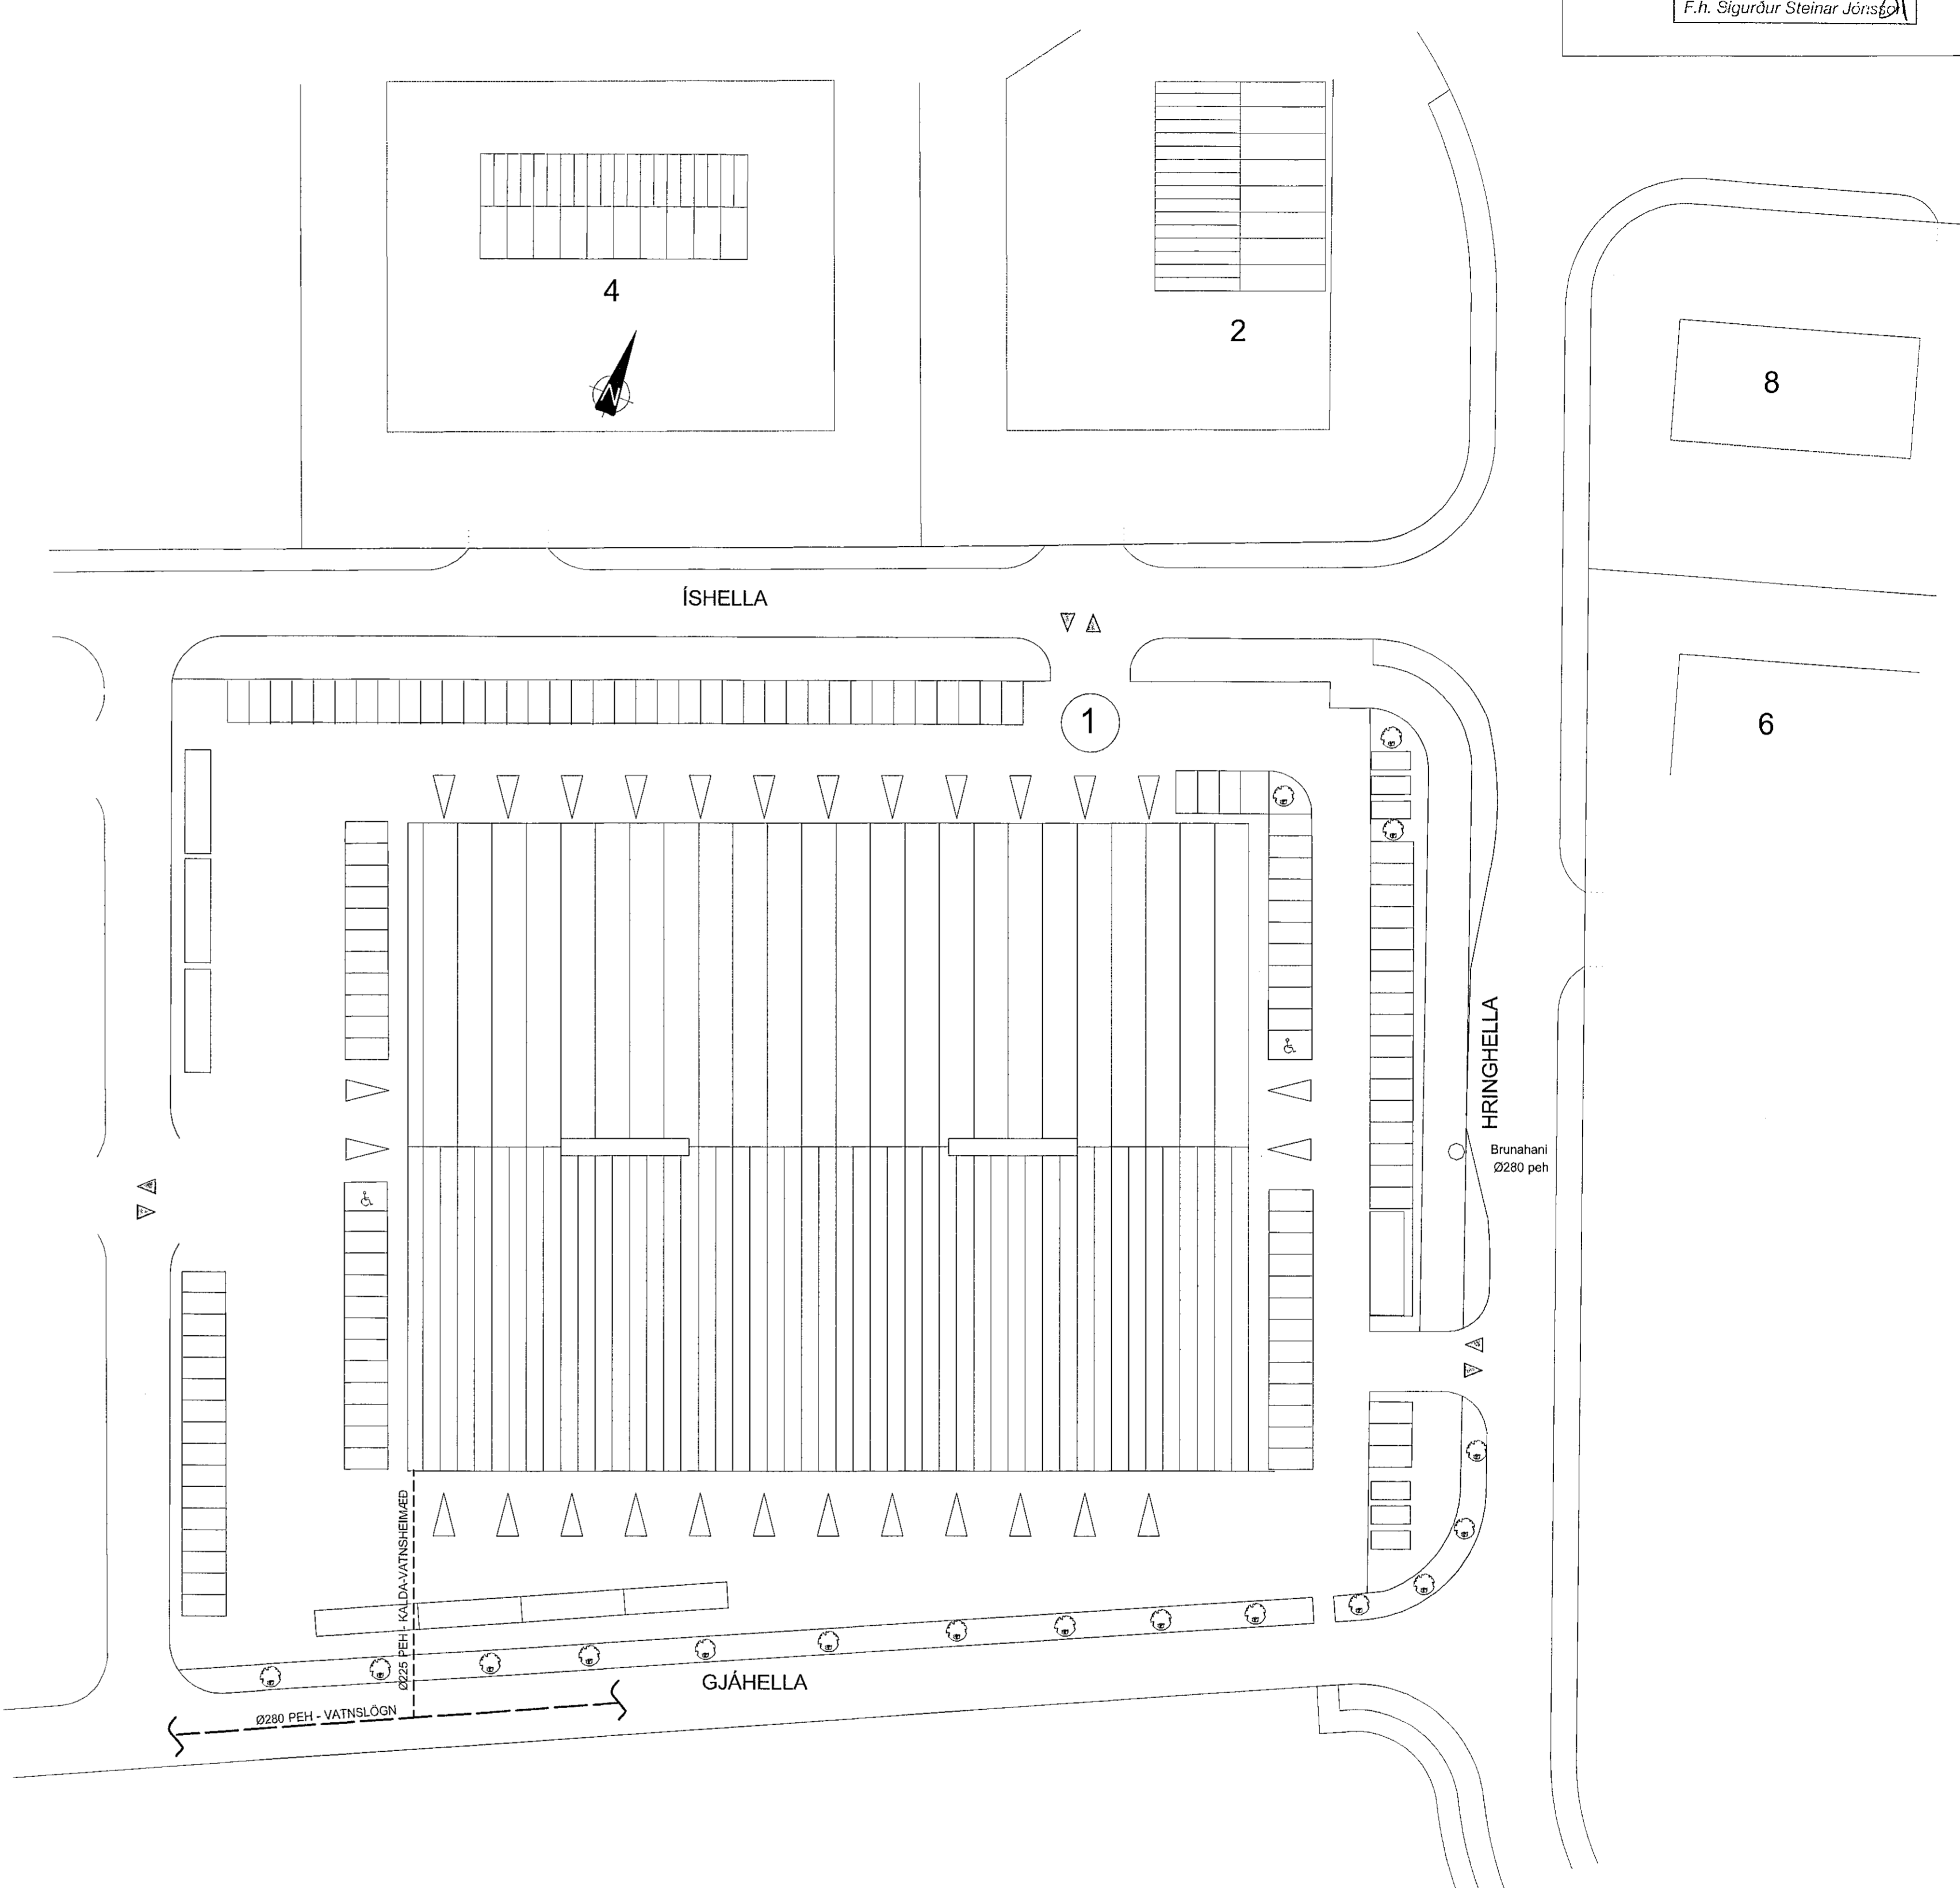 F.h. Sigurður Steinar Jónsson
4
2
N
8
ÍSHELLA
1
6
HRINGHELLA
Brunahani
Ø280 peh
Ø225 PEH - KALDA-VATNSHEIMÆÐ
GJÁHELLA
Ø280 PEH - VATNSLÖGN